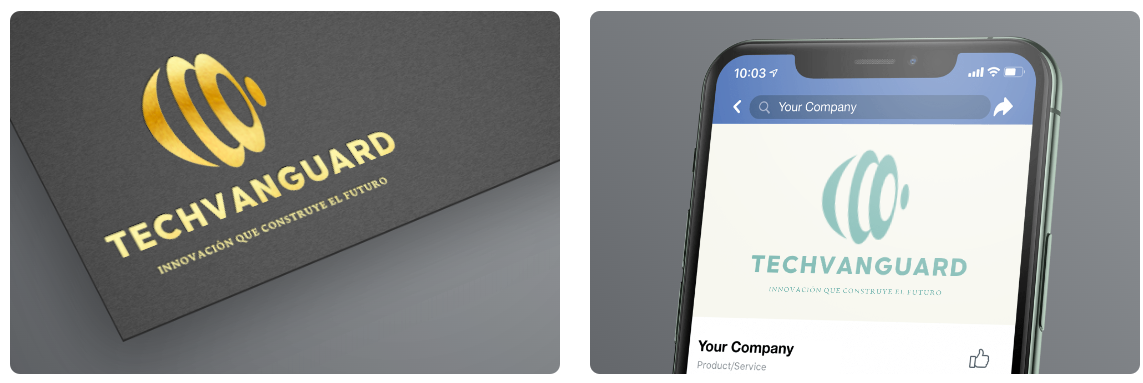 TECHVANGUARD
INNOVACIÓN QUE CONSTRUYE EL FUTURO
10:03
Your Company
TECHVANGUARD
INNOVACIÓN QUE CONSTRUYE EL FUTURO
Your Company
Product/Service